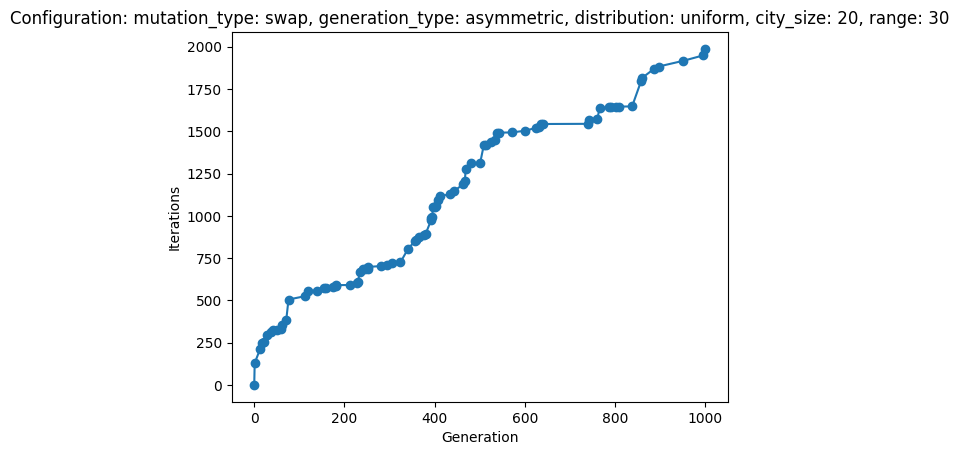 Configuration: mutation_type: swap, generation_type: asymmetric, distribution: uniform, city_size: 20, range: 30
2000
1750
1500
1250
1000
750
500
250
0
Iterations
0 200 400 600 800 1000
Generation